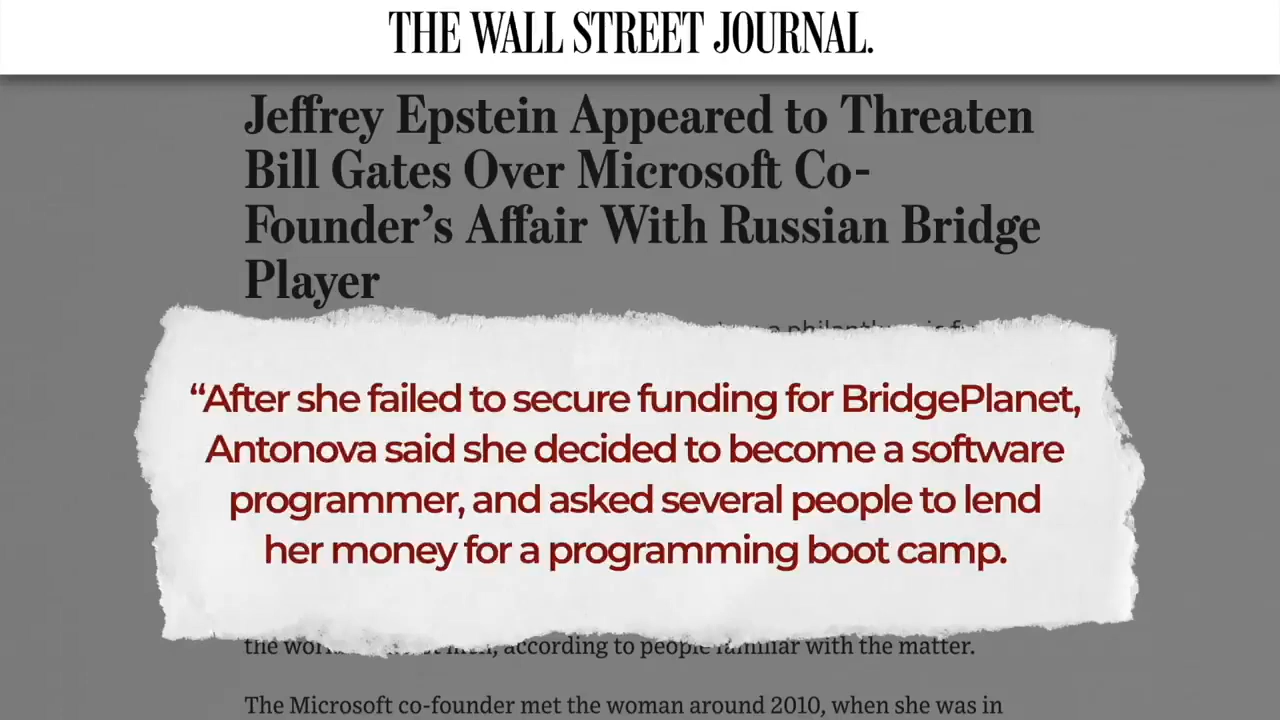 THE WALL STREET JOURNAL.
Jeffrey Epstein Appeared to Threaten
Bill Gates Over Microsoft Co-
Founder’s Affair With Russian Bridge
Player
“After she failed to secure funding for BridgePlanet,
Antonova said she decided to become a software
programmer, and asked several people to lend
her money for a programming boot camp.
according to people familiar with the matter.
The Microsoft co-founder met the woman around 2010, when she was in